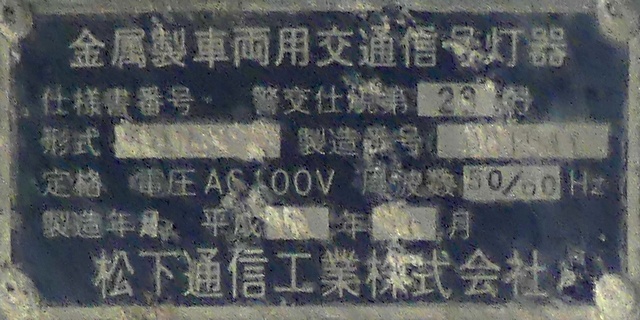 金属製車両用交通信号灯器
仕様書番号 警交仕規第 23 号
形式 製造番号
定格 電圧 AC100V 周波数 50/60 Hz
製造年月 平成 年 月
松下通信工業株式会社